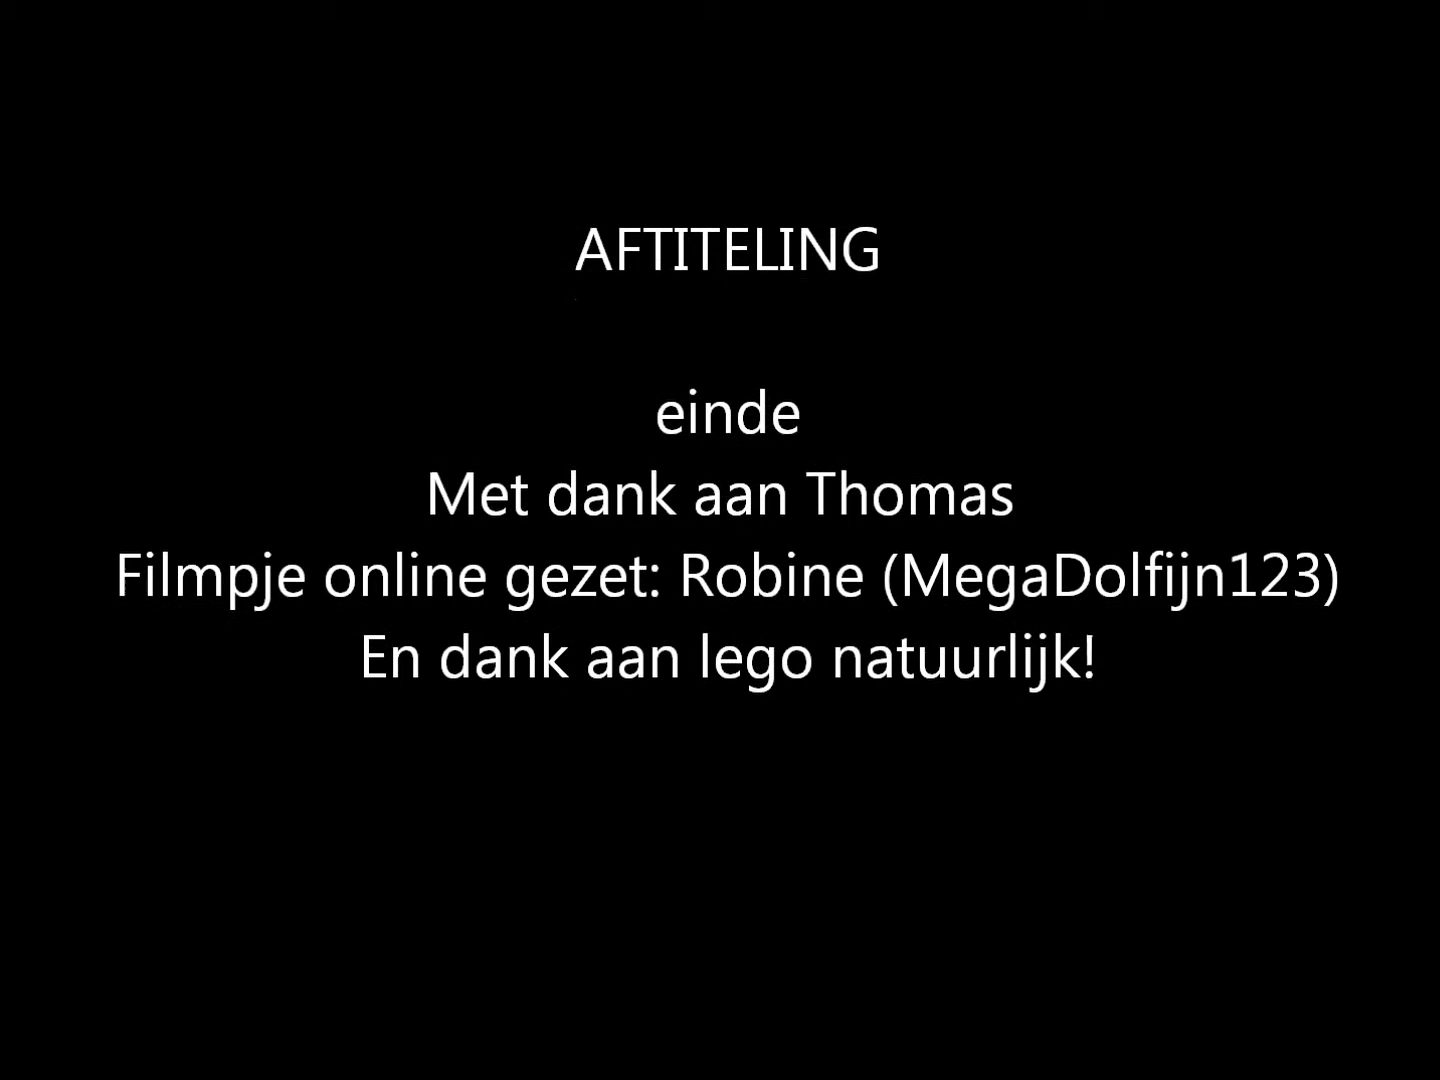 AFTITELING
einde
Met dank aan Thomas
Filmpje online gezet: Robine (MegaDolfijn123)
En dank aan lego natuurlijk!